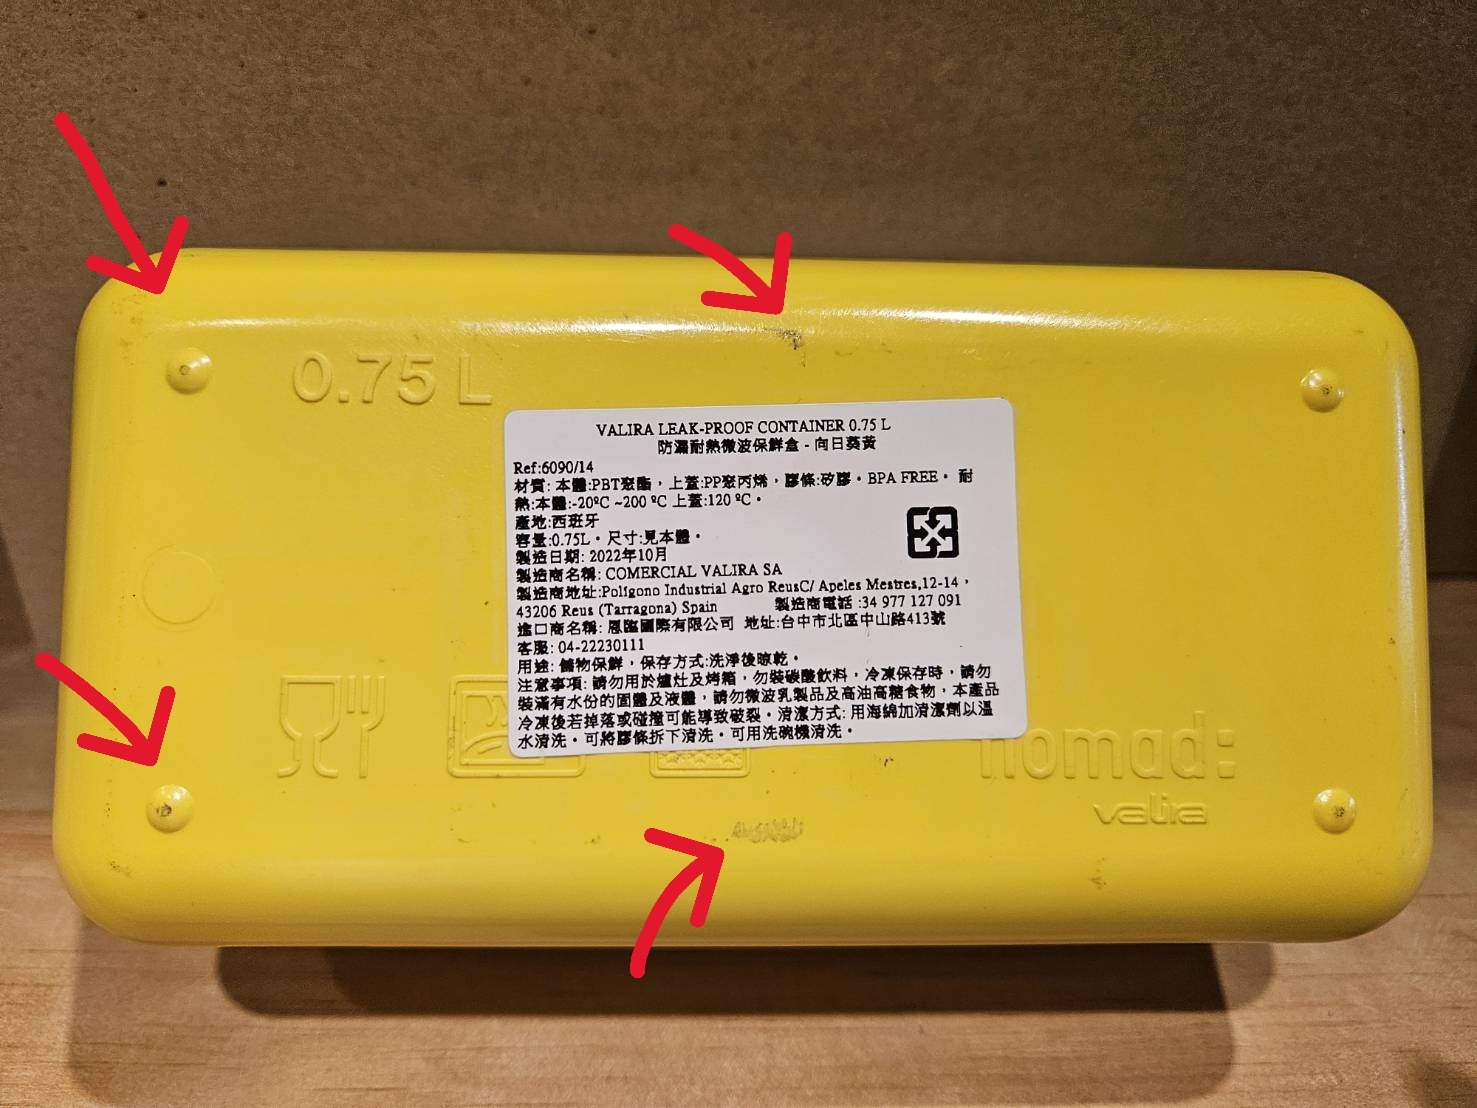 0.75 L
VALIRA LEAK-PROOF CONTAINER 0.75 L
防漏耐熱微波保鮮盒 - 向日葵黃
Ref:6090/14
材質: 本體:PBT聚酯，上蓋:PP聚丙烯，膠條:矽膠。BPA FREE。 耐
熱:本體:-20ºC ~200 ºC 上蓋:120 ºC。
產地:西班牙
容量:0.75L。尺寸:見本體。
製造日期: 2022年10月
製造商名稱: COMERCIAL VALIRA SA
製造商地址:Polígono Industrial Agro ReusC/ Apeles Mestres,12-14，
43206 Reus (Tarragona) Spain 製造商電話 :34 977 127 091
進口商名稱: 恩臨國際有限公司 地址:台中市北區中山路413號
客服: 04-22230111
用途: 儲物保鮮，保存方式:洗淨後晾乾。
注意事項: 請勿用於爐灶及烤箱，勿裝碳酸飲料，冷凍保存時，請勿
裝滿有水份的固體及液體，請勿微波乳製品及高油高糖食物，本產品
冷凍後若掉落或碰撞可能導致破裂。清潔方式: 用海綿加清潔劑以溫
水清洗。可將膠條拆下清洗。可用洗碗機清洗。
nomad:
valira